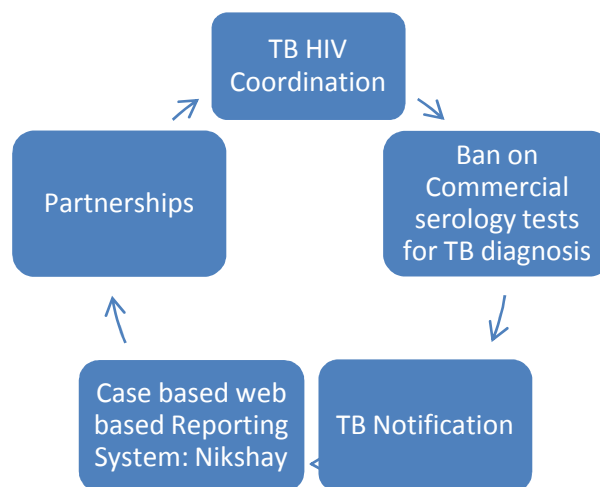 TB HIV
Coordination
Ban on
Commercial
serology tests
for TB diagnosis
TB Notification
Case based web
based Reporting
System: Nikshay
Partnerships